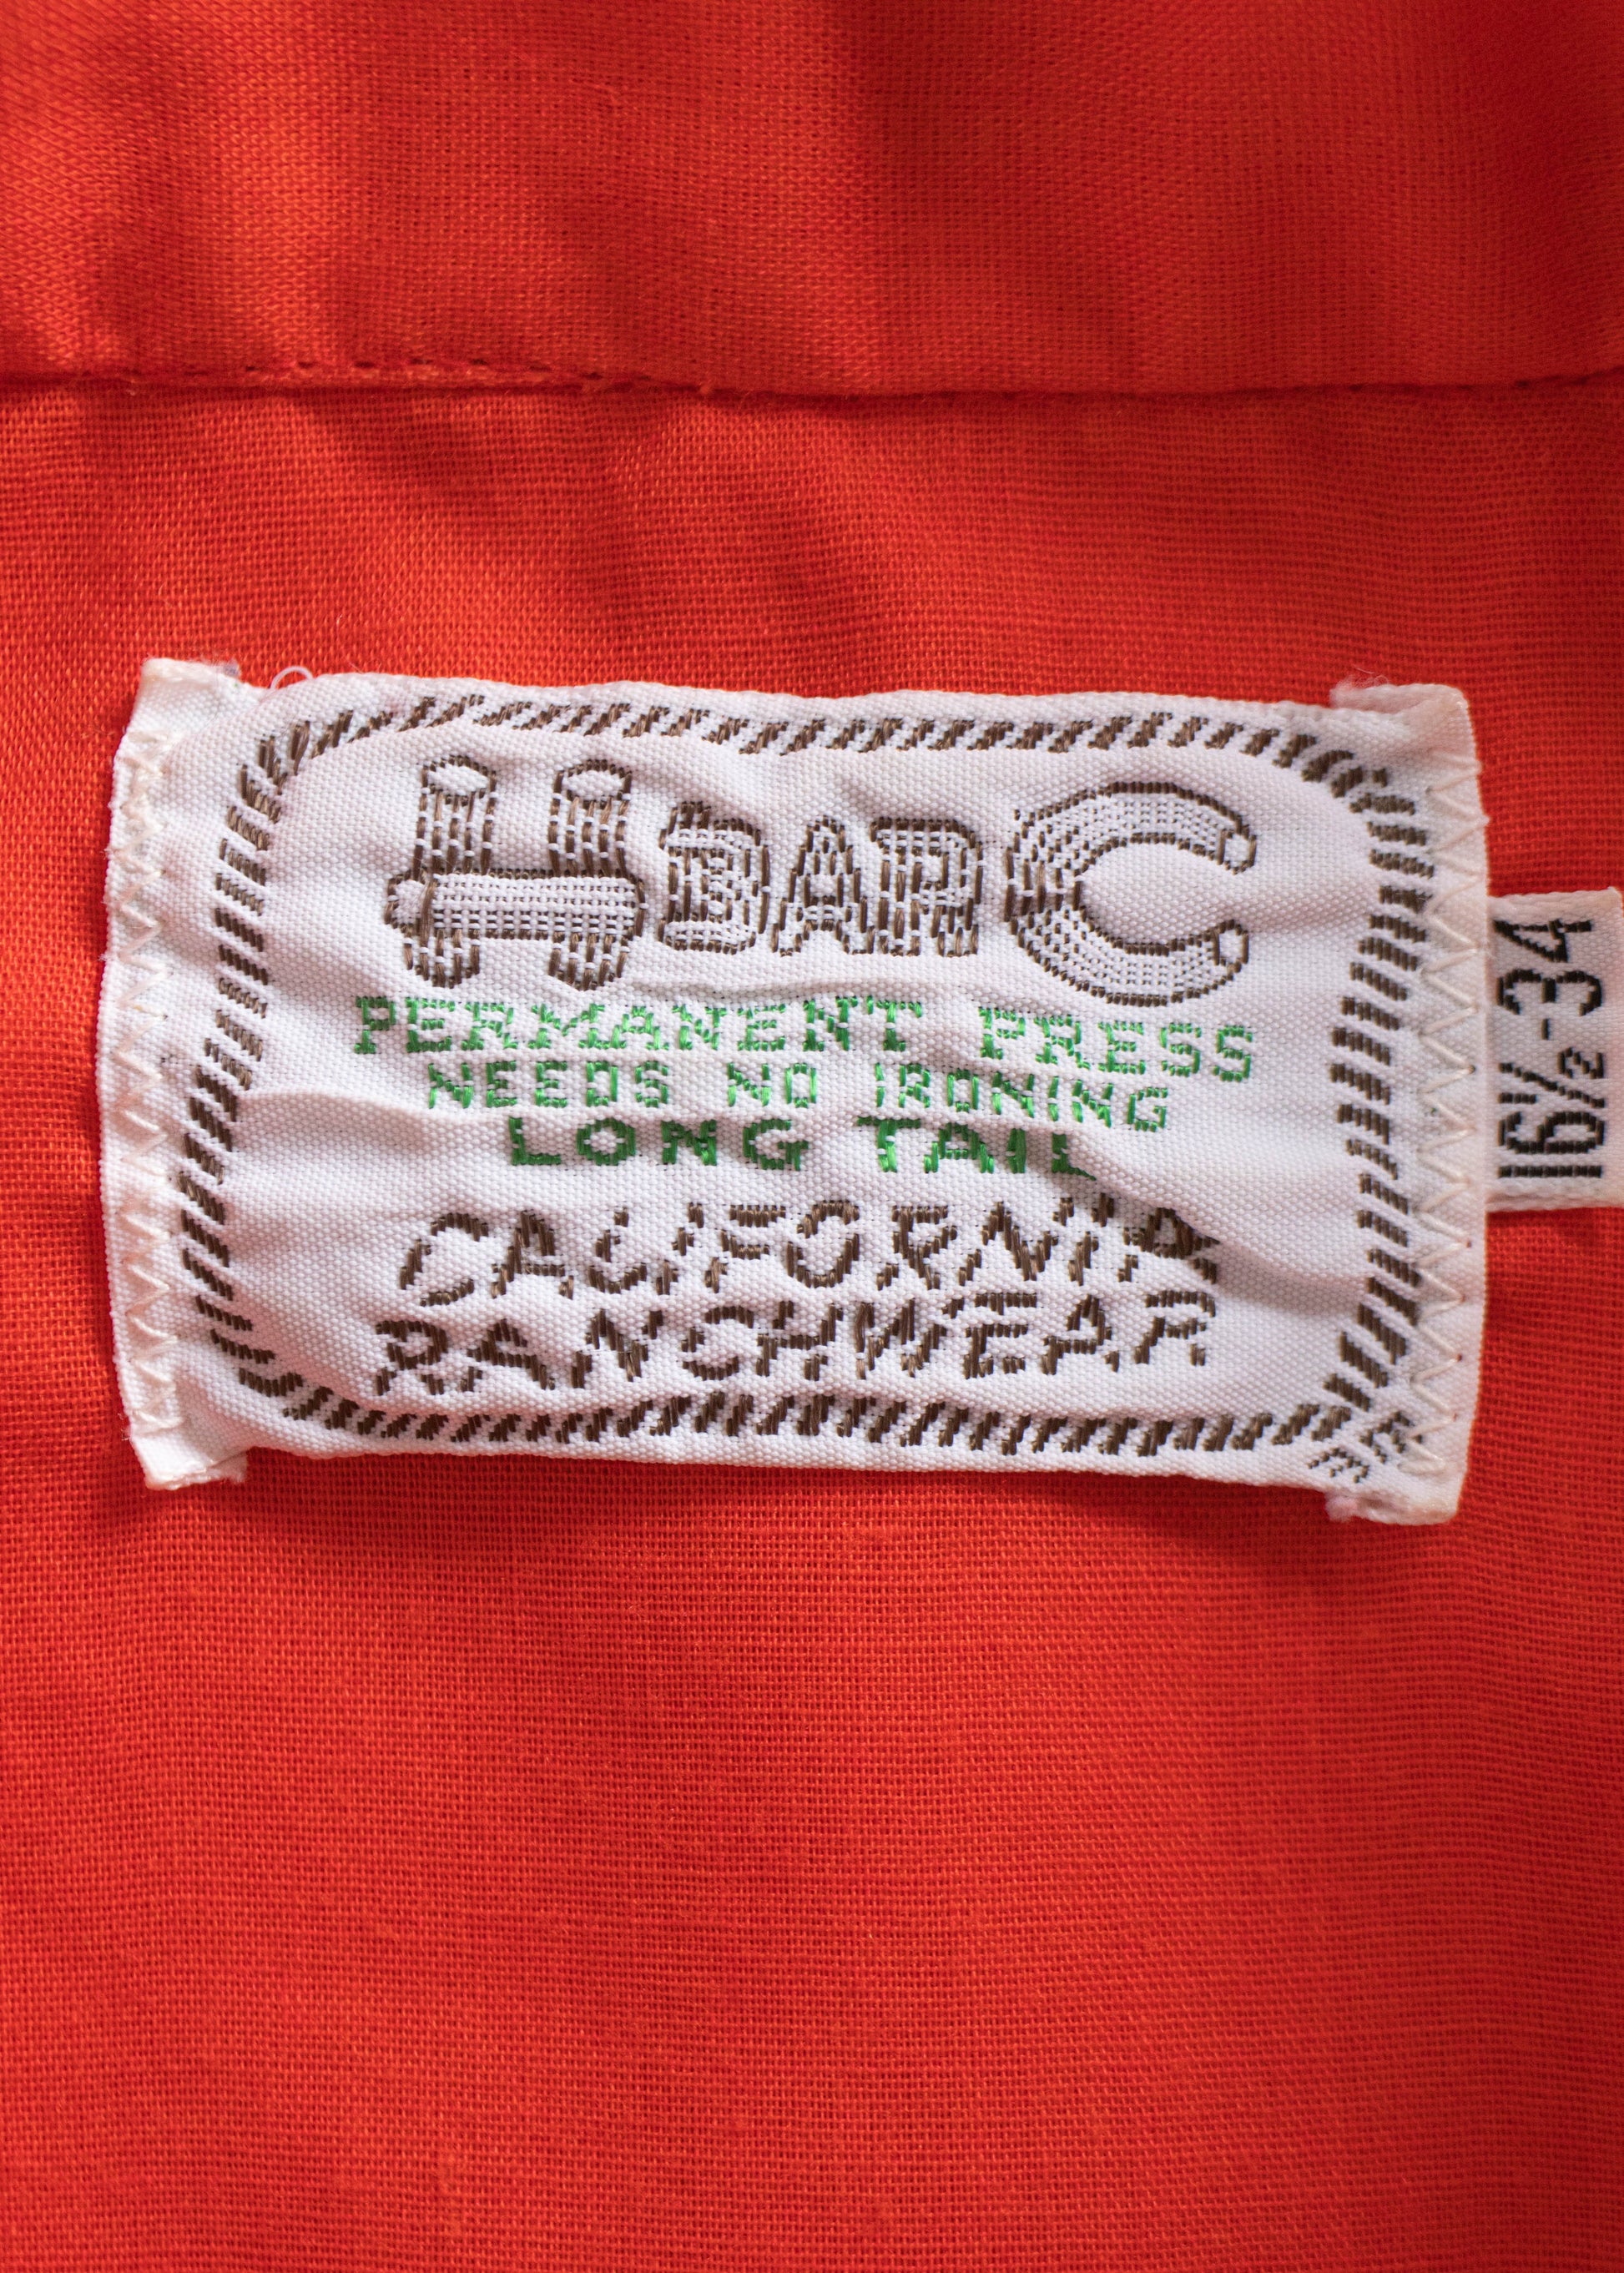 H BAR C
PERMANENT PRESS
NEEDS NO IRONING
LONG TAIL
CALIFORNIA
RANCHWEAR
16½-34